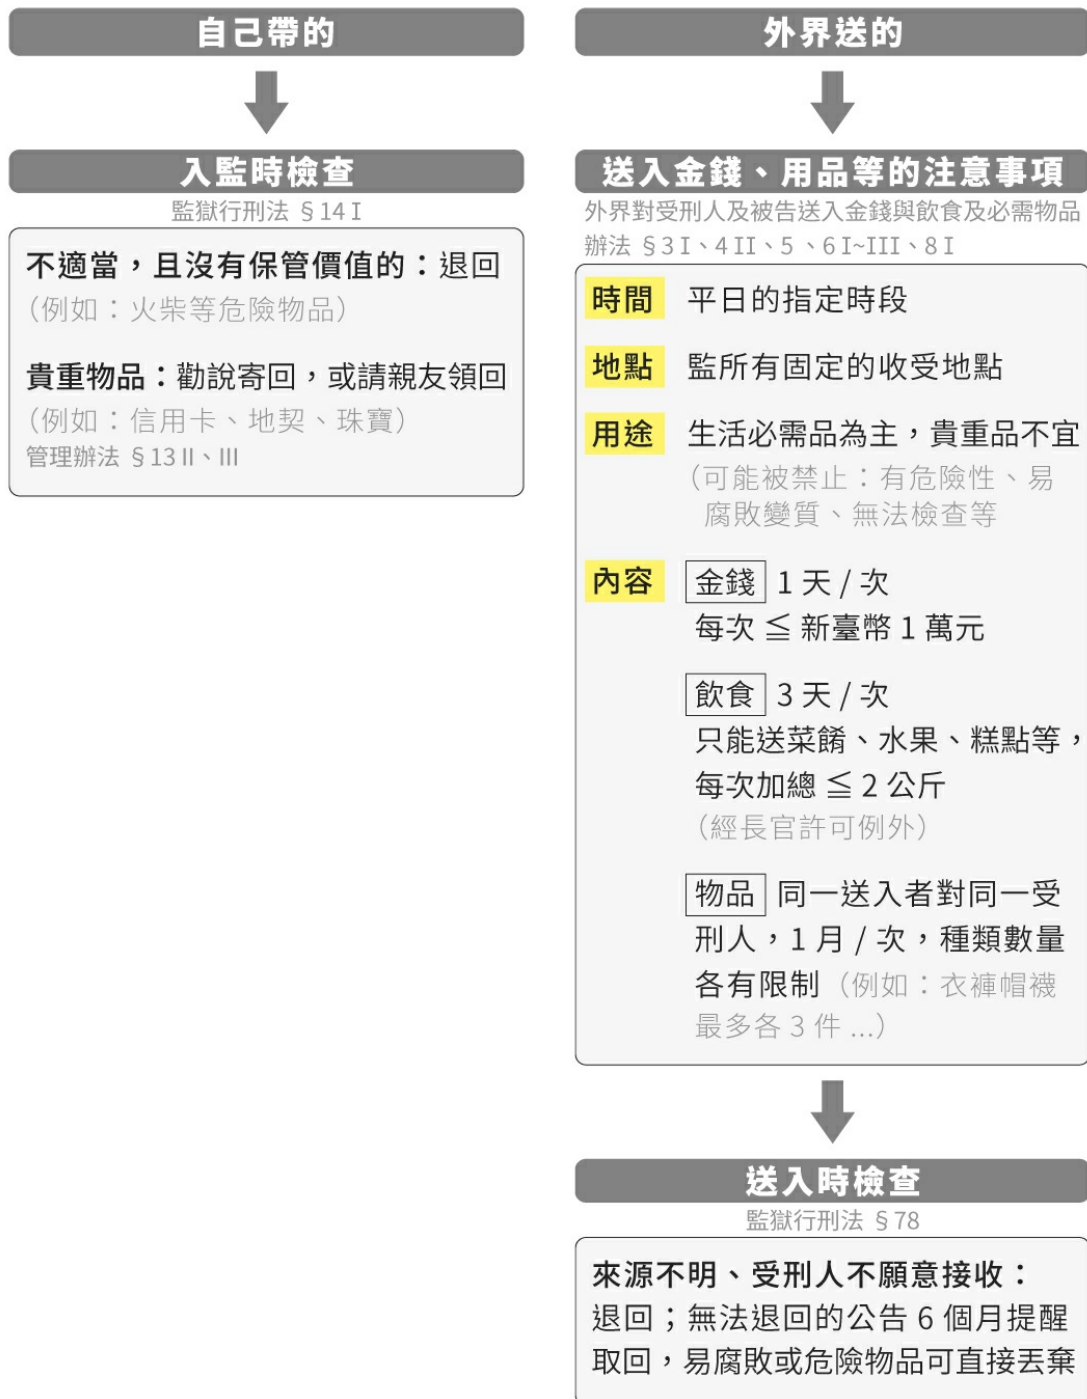 自己帶的
入監時檢查
監獄行刑法 §14 I
不適當，且沒有保管價值的：退回
（例如：火柴等危險物品）
貴重物品：勸說寄回，或請親友領回
（例如：信用卡、地契、珠寶）
管理辦法 §13 II、III
外界送的
送入金錢、用品等的注意事項
外界對受刑人及被告送入金錢與飲食及必需物品
辦法 §3 I、4 II、5、6 I~III、8 I
時間 平日的指定時段
地點 監所有固定的收受地點
用途 生活必需品為主，貴重品不宜
（可能被禁止：有危險性、易
腐敗變質、無法檢查等
內容 金錢 1 天 / 次
每次 ≦ 新臺幣 1 萬元
飲食 3 天 / 次
只能送菜餚、水果、糕點等，
每次加總 ≦ 2 公斤
（經長官許可例外）
物品 同一送入者對同一受
刑人，1 月 / 次，種類數量
各有限制（例如：衣褲帽襪
最多各 3 件 ...）
送入時檢查
監獄行刑法 §78
來源不明、受刑人不願意接收：
退回；無法退回的公告 6 個月提醒
取回，易腐敗或危險物品可直接丟棄